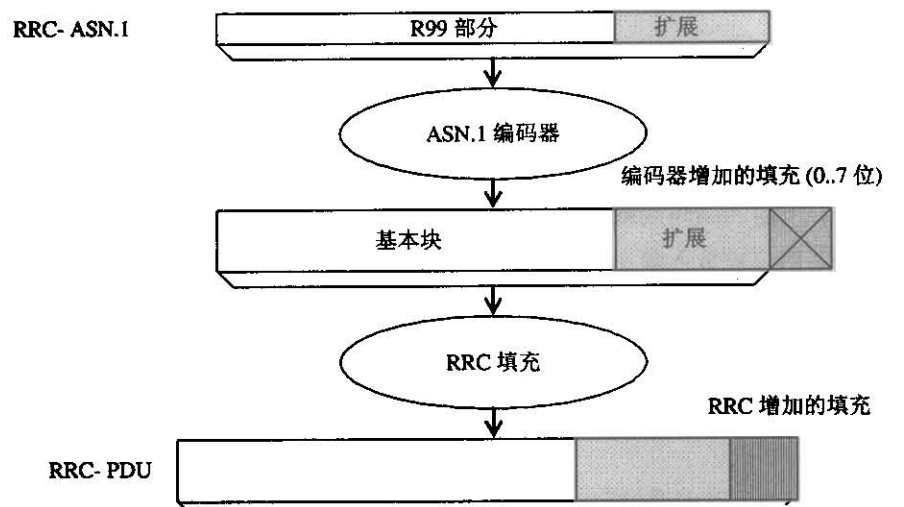 RRC- ASN.1
R99 部分
扩展
ASN.1 编码器
编码器增加的填充 (0..7 位)
基本块
扩展
RRC 填充
RRC 增加的填充
RRC- PDU